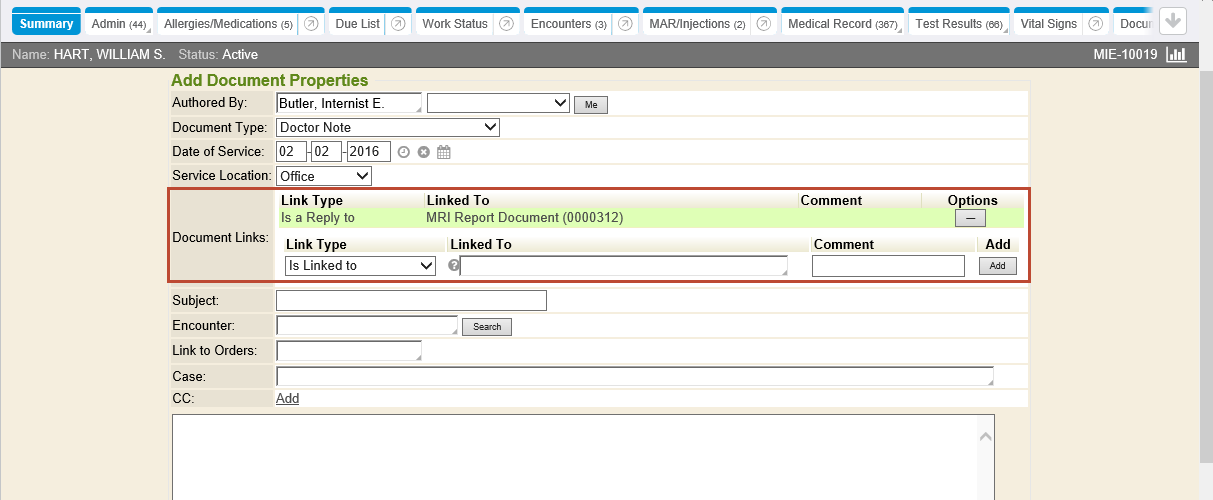 Summary Admin (44) Allergies/Medications (5) Due List Work Status Encounters (3) MAR/Injections (2) Medical Record (367) Test Results (66) Vital Signs Docu
Name: HART, WILLIAM S. Status: Active MIE-10019
Add Document Properties
Authored By: Butler, Internist E. Me
Document Type: Doctor Note
Date of Service: 02 - 02 - 2016
Service Location: Office
Link Type Linked To Comment Options
Is a Reply to MRI Report Document (0000312) —
Document Links:
Link Type Linked To Comment Add
Is Linked to ? Add
Subject:
Encounter: Search
Link to Orders:
Case:
CC: Add